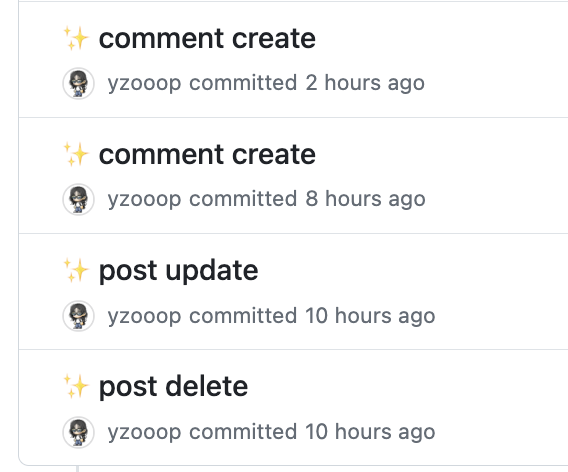 ✨ comment create
yzooop committed 2 hours ago
✨ comment create
yzooop committed 8 hours ago
✨ post update
yzooop committed 10 hours ago
✨ post delete
yzooop committed 10 hours ago